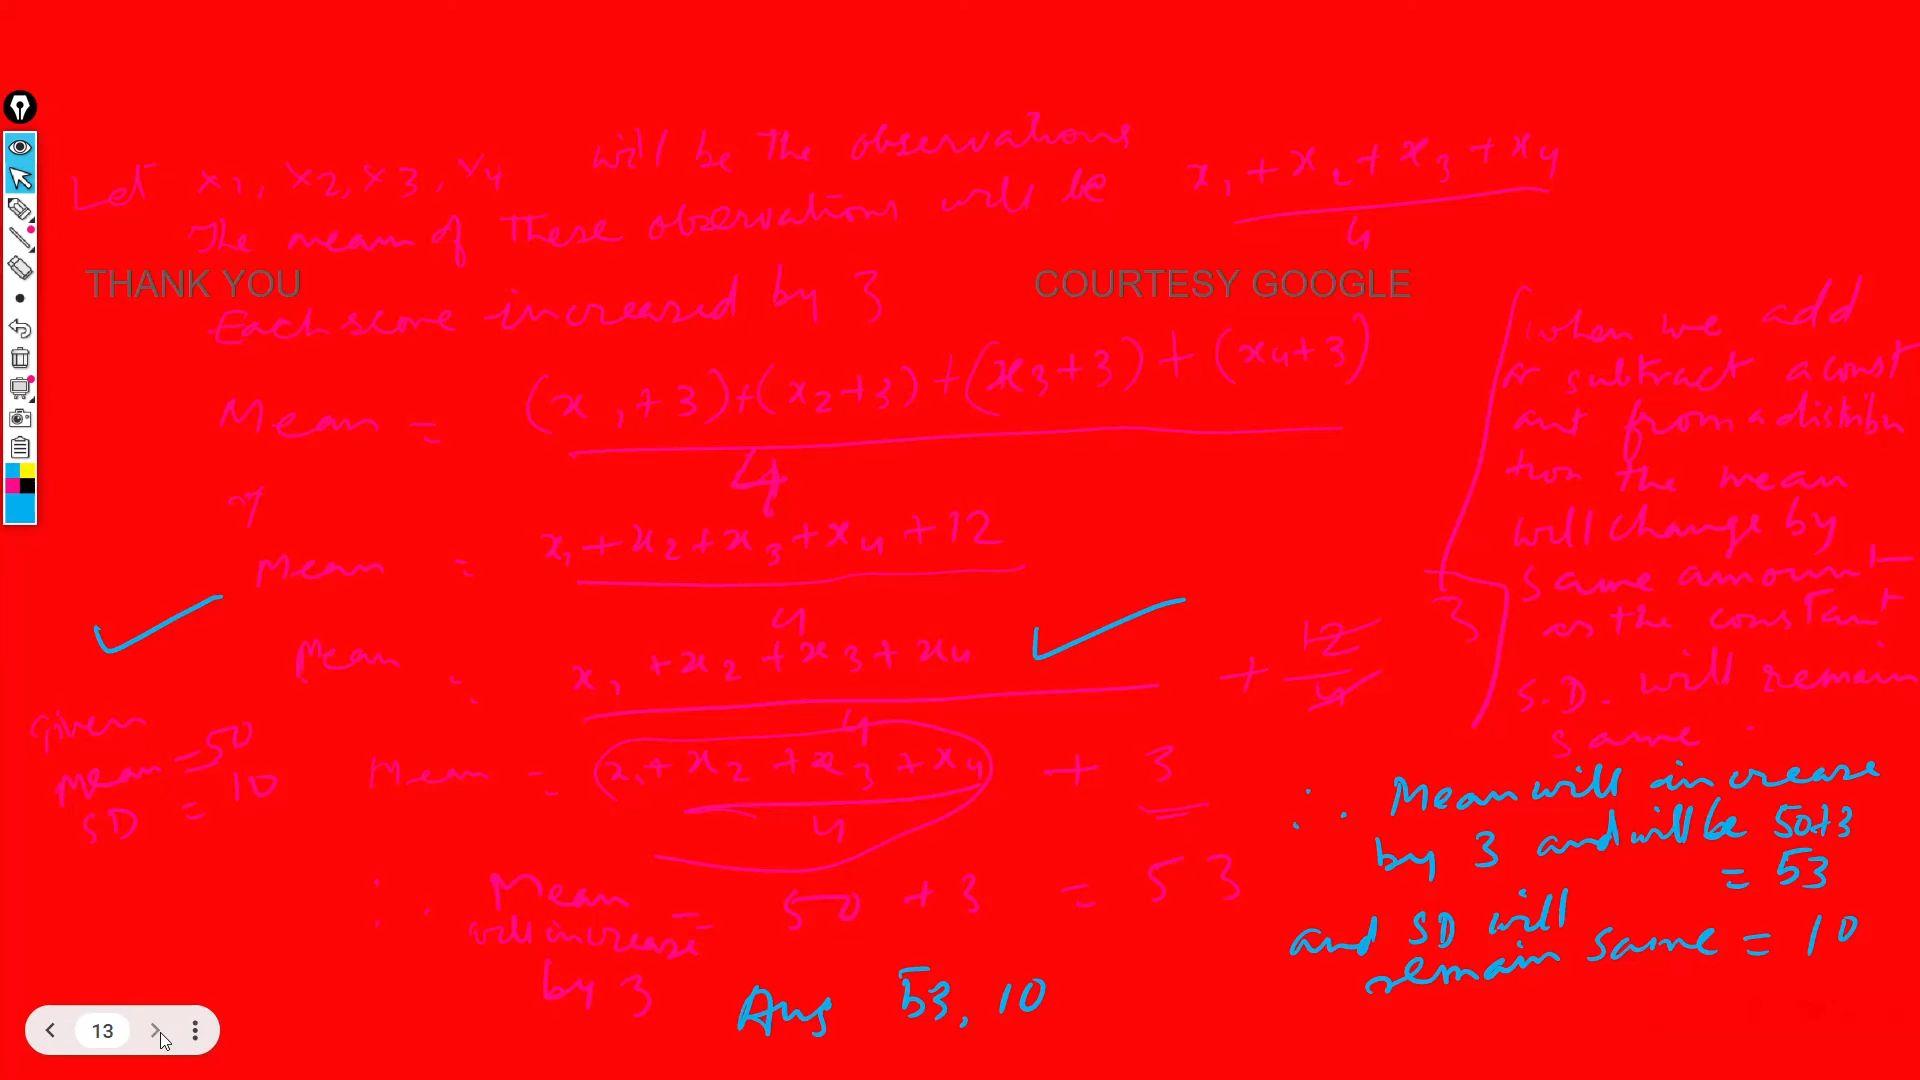 Let x1, x2, x3, x4 will be the observations
The mean of these observations will be x1 + x2 + x3 + x4
4
THANK YOU
COURTESY GOOGLE
Each score increased by 3
Mean = (x1 + 3) + (x2 + 3) + (x3 + 3) + (x4 + 3)
4
Mean = x1 + x2 + x3 + x4 + 12
4
Mean = x1 + x2 + x3 + x4 + 12
4 4
3
Given
mean = 50
SD = 10
Mean = x1 + x2 + x3 + x4 + 3
4
∴ Mean = 50 + 3 = 53
will increase
by 3
when we add
or subtract a const
ant from a distribu
tion the mean
will change by
same amount
as the constant
S.D. will remain
same.
∴ Mean will increase
by 3 and will be 50+3
= 53
and SD will
remain same = 10
Ans 53, 10
13